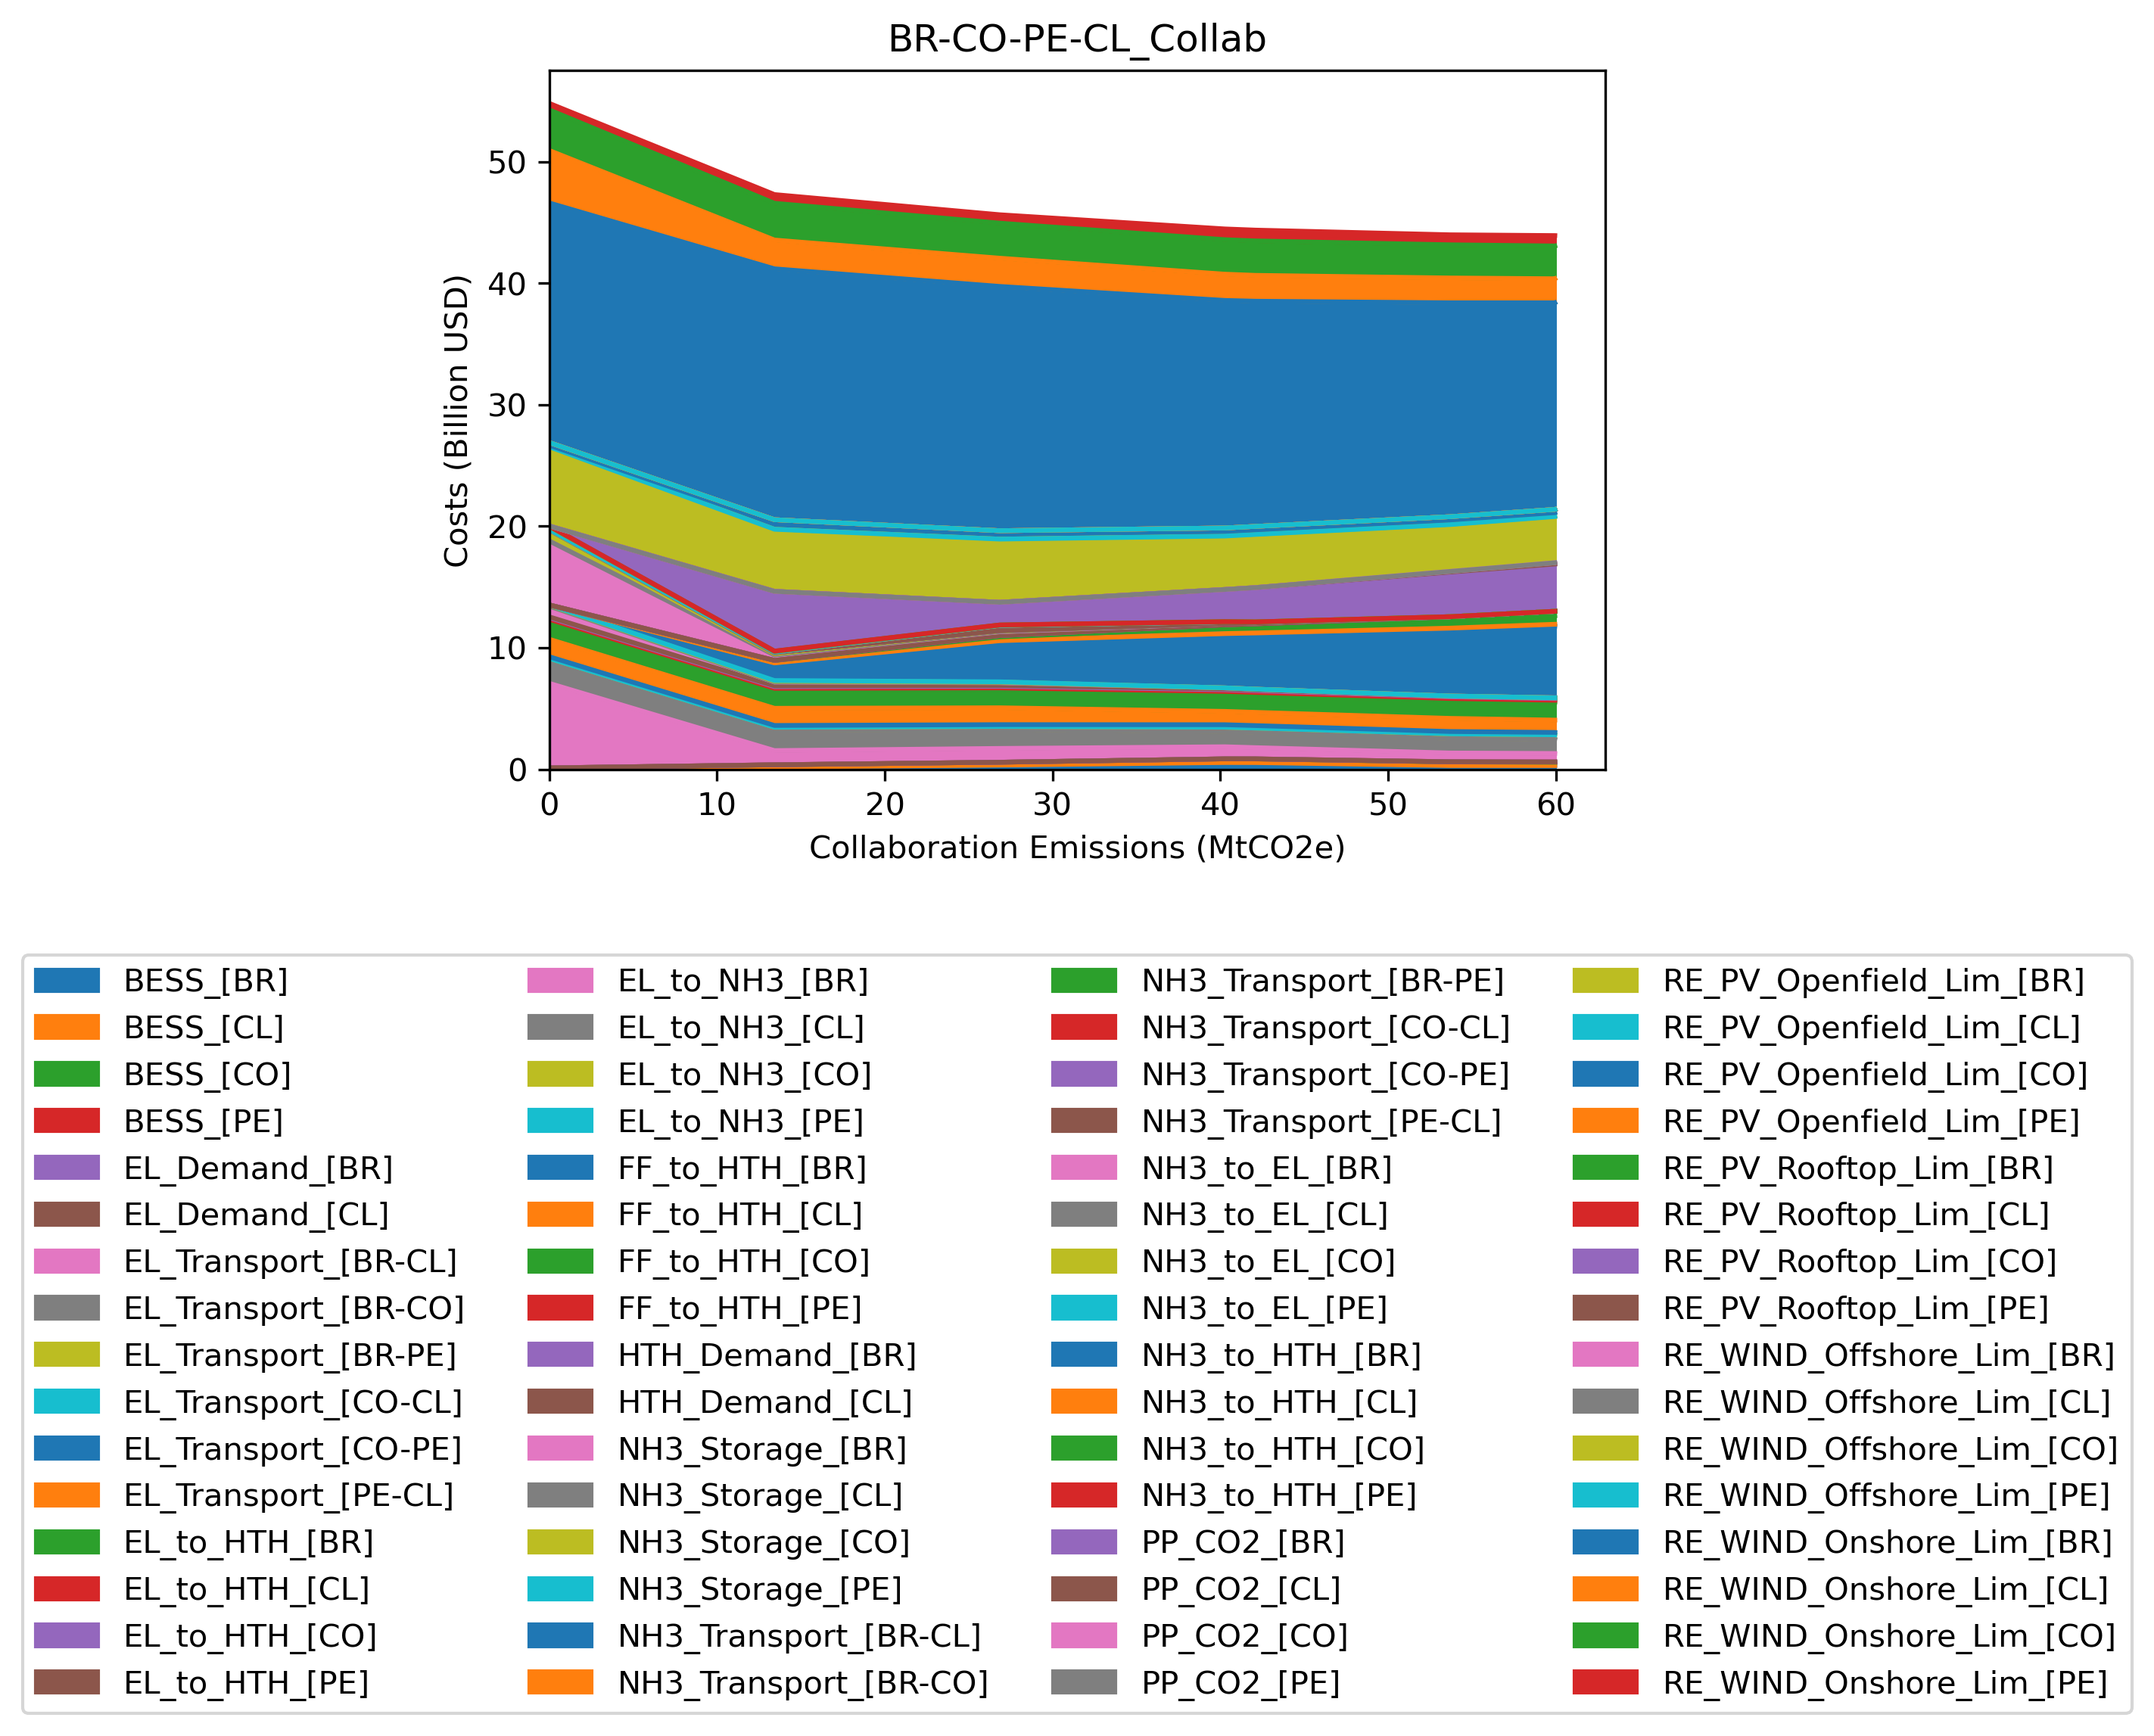 BR-CO-PE-CL_Collab
50
40
30
20
10
0
Costs (Billion USD)
0 10 20 30 40 50 60
Collaboration Emissions (MtCO2e)
BESS_[BR]
BESS_[CL]
BESS_[CO]
BESS_[PE]
EL_Demand_[BR]
EL_Demand_[CL]
EL_Transport_[BR-CL]
EL_Transport_[BR-CO]
EL_Transport_[BR-PE]
EL_Transport_[CO-CL]
EL_Transport_[CO-PE]
EL_Transport_[PE-CL]
EL_to_HTH_[BR]
EL_to_HTH_[CL]
EL_to_HTH_[CO]
EL_to_HTH_[PE]
EL_to_NH3_[BR]
EL_to_NH3_[CL]
EL_to_NH3_[CO]
EL_to_NH3_[PE]
FF_to_HTH_[BR]
FF_to_HTH_[CL]
FF_to_HTH_[CO]
FF_to_HTH_[PE]
HTH_Demand_[BR]
HTH_Demand_[CL]
NH3_Storage_[BR]
NH3_Storage_[CL]
NH3_Storage_[CO]
NH3_Storage_[PE]
NH3_Transport_[BR-CL]
NH3_Transport_[BR-CO]
NH3_Transport_[BR-PE]
NH3_Transport_[CO-CL]
NH3_Transport_[CO-PE]
NH3_Transport_[PE-CL]
NH3_to_EL_[BR]
NH3_to_EL_[CL]
NH3_to_EL_[CO]
NH3_to_EL_[PE]
NH3_to_HTH_[BR]
NH3_to_HTH_[CL]
NH3_to_HTH_[CO]
NH3_to_HTH_[PE]
PP_CO2_[BR]
PP_CO2_[CL]
PP_CO2_[CO]
PP_CO2_[PE]
RE_PV_Openfield_Lim_[BR]
RE_PV_Openfield_Lim_[CL]
RE_PV_Openfield_Lim_[CO]
RE_PV_Openfield_Lim_[PE]
RE_PV_Rooftop_Lim_[BR]
RE_PV_Rooftop_Lim_[CL]
RE_PV_Rooftop_Lim_[CO]
RE_PV_Rooftop_Lim_[PE]
RE_WIND_Offshore_Lim_[BR]
RE_WIND_Offshore_Lim_[CL]
RE_WIND_Offshore_Lim_[CO]
RE_WIND_Offshore_Lim_[PE]
RE_WIND_Onshore_Lim_[BR]
RE_WIND_Onshore_Lim_[CL]
RE_WIND_Onshore_Lim_[CO]
RE_WIND_Onshore_Lim_[PE]